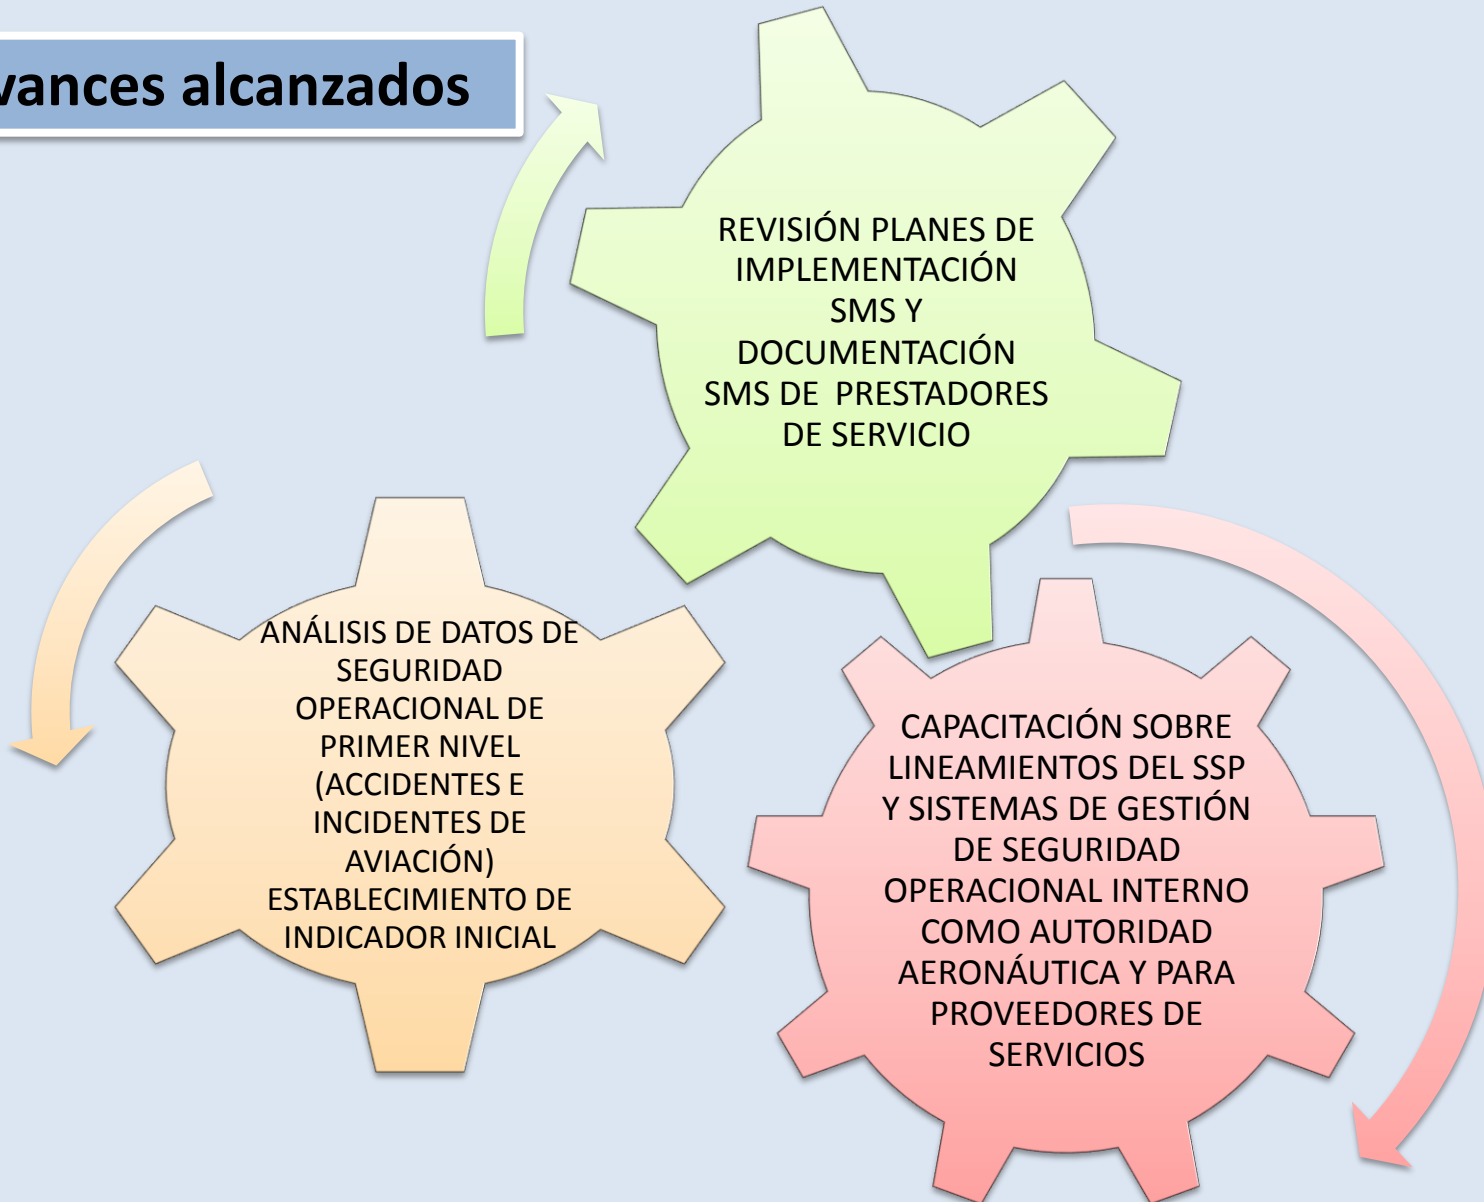 vances alcanzados
REVISIÓN PLANES DE
IMPLEMENTACIÓN
SMS Y
DOCUMENTACIÓN
SMS DE PRESTADORES
DE SERVICIO
ANÁLISIS DE DATOS DE
SEGURIDAD
OPERACIONAL DE
PRIMER NIVEL
(ACCIDENTES E
INCIDENTES DE
AVIACIÓN)
ESTABLECIMIENTO DE
INDICADOR INICIAL
CAPACITACIÓN SOBRE
LINEAMIENTOS DEL SSP
Y SISTEMAS DE GESTIÓN
DE SEGURIDAD
OPERACIONAL INTERNO
COMO AUTORIDAD
AERONÁUTICA Y PARA
PROVEEDORES DE
SERVICIOS